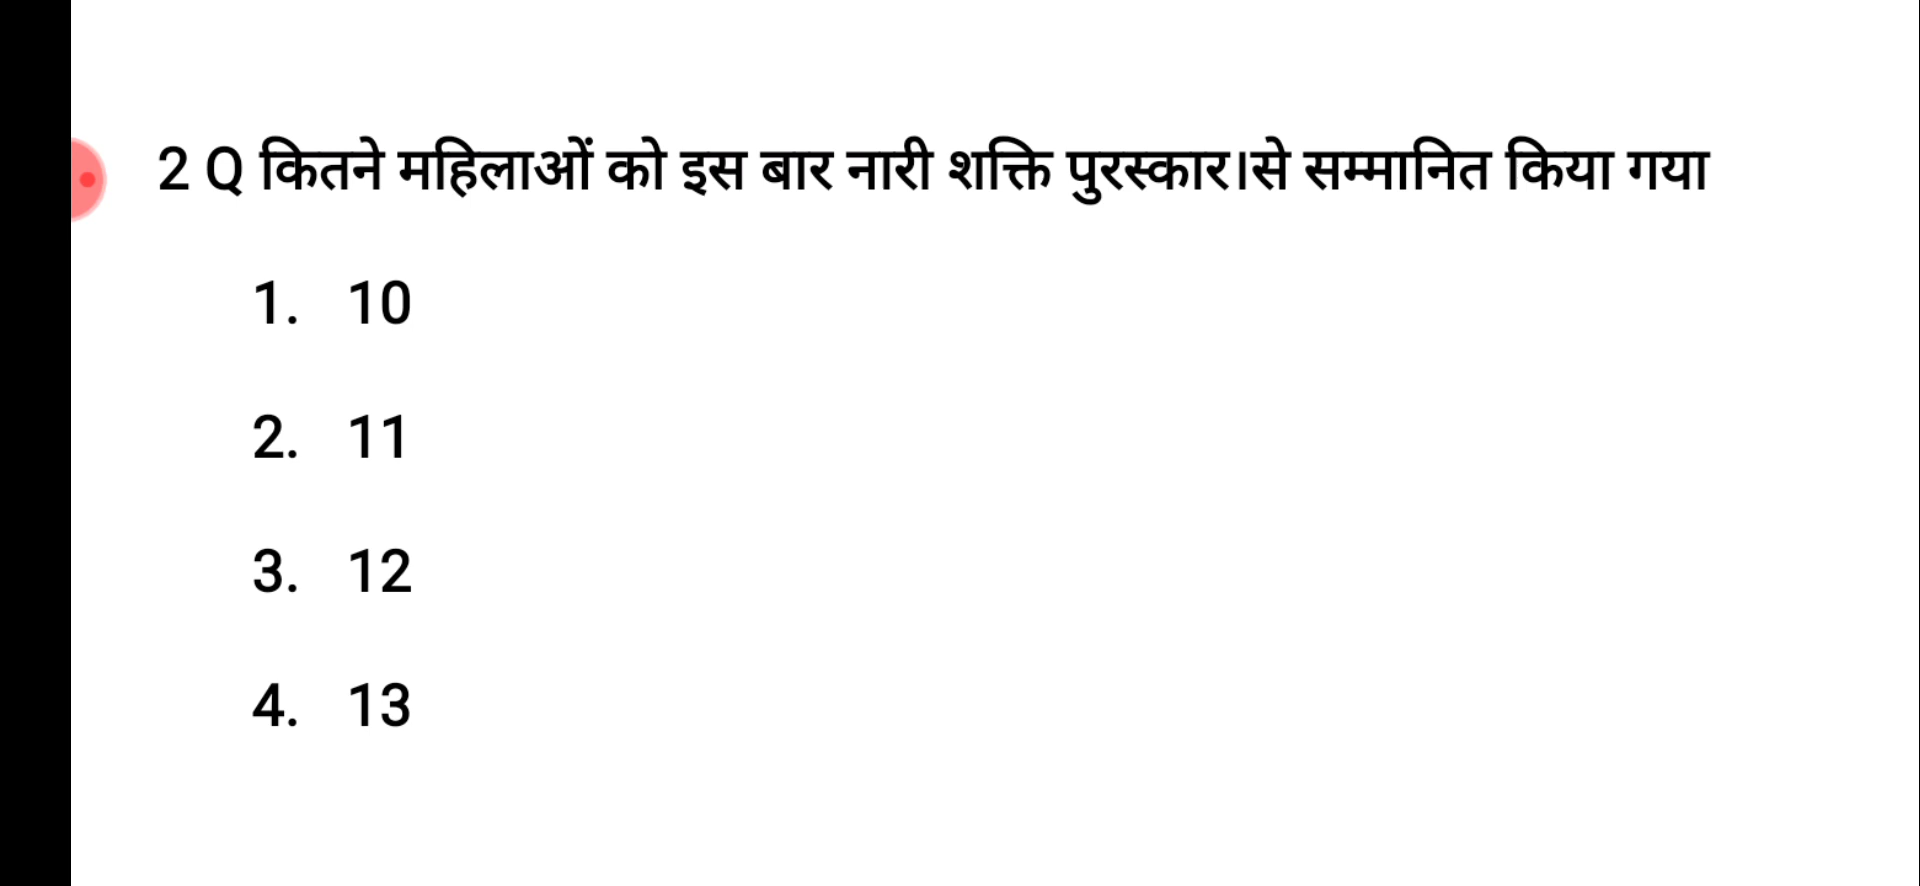 2 Q कितने महिलाओं को इस बार नारी शक्ति पुरस्कार।से सम्मानित किया गया
1. 10
2. 11
3. 12
4. 13